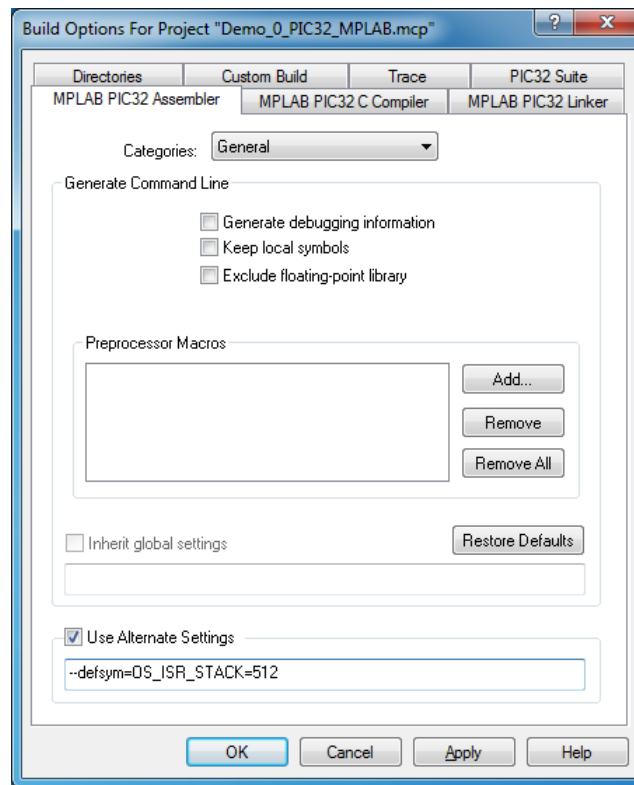 Build Options For Project "Demo_0_PIC32_MPLAB.mcp"
Directories Custom Build Trace PIC32 Suite
MPLAB PIC32 Assembler MPLAB PIC32 C Compiler MPLAB PIC32 Linker
Categories: General
Generate Command Line
Generate debugging information
Keep local symbols
Exclude floating-point library
Preprocessor Macros
Add...
Remove
Remove All
Inherit global settings Restore Defaults
Use Alternate Settings
--defsym=OS_ISR_STACK=512
OK Cancel Apply Help